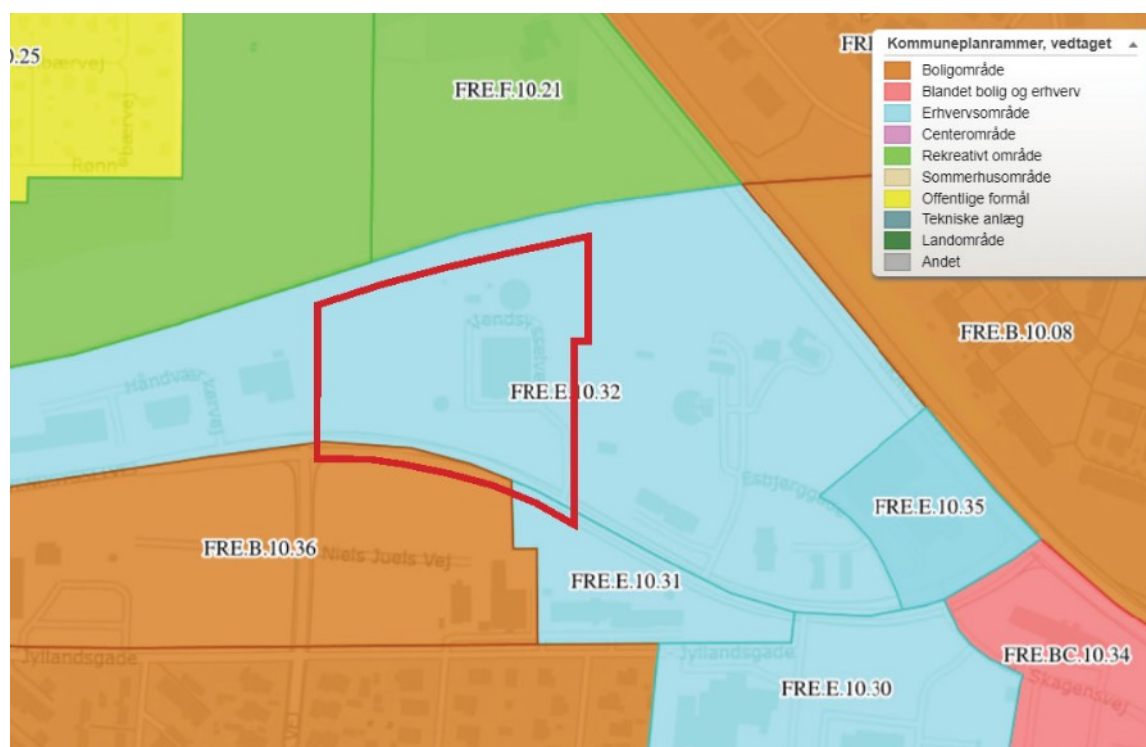 Kommuneplanrammer, vedtaget
Boligområde
Blandet bolig og erhverv
Erhvervsområde
Centerområde
Rekreativt område
Sommerhusområde
Offentlige formål
Tekniske anlæg
Landområde
Andet
FRE.F.10.21
FRE.B.10.08
FRE.E.10.32
FRE.E.10.35
Esbjerggade
FRE.B.10.36
Niels Juels Vej
FRE.E.10.31
Jyllandsgade
Jyllandsgade
FRE.BC.10.34
Skagensvej
FRE.E.10.30